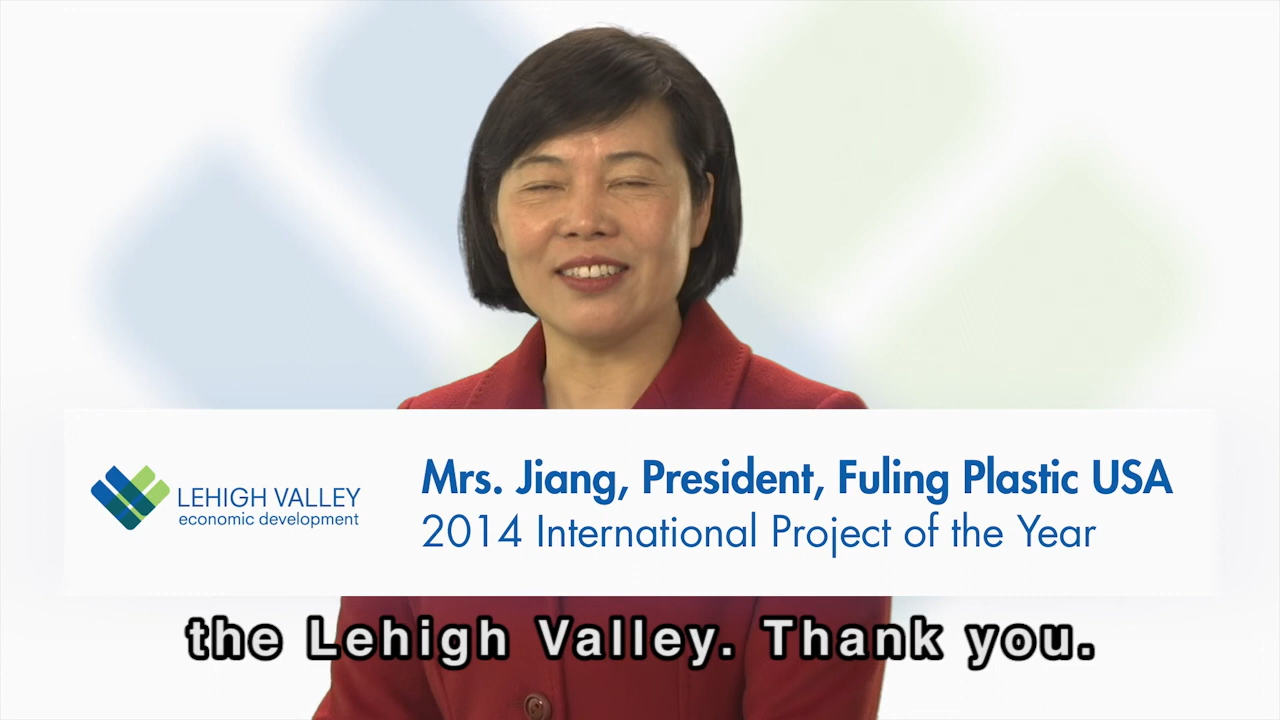 Mrs. Jiang, President, Fuling Plastic USA
LEHIGH VALLEY
economic development
2014 International Project of the Year
the Lehigh Valley. Thank you.